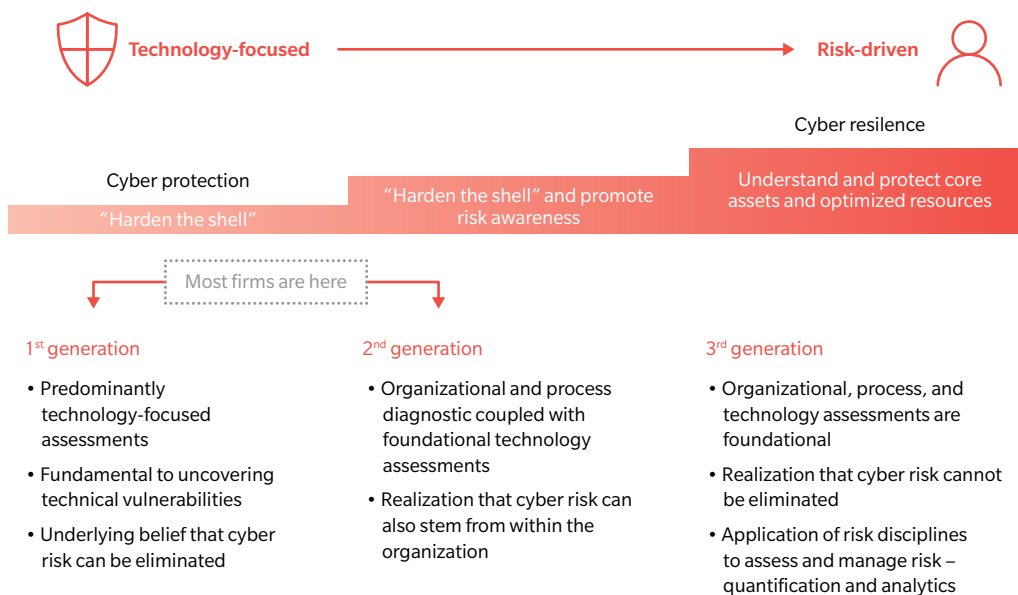 Technology-focused
Risk-driven
Cyber resilence
Cyber protection
“Harden the shell”
“Harden the shell” and promote
risk awareness
Understand and protect core
assets and optimized resources
Most firms are here
1st generation
• Predominantly
technology-focused
assessments
• Fundamental to uncovering
technical vulnerabilities
• Underlying belief that cyber
risk can be eliminated
2nd generation
• Organizational and process
diagnostic coupled with
foundational technology
assessments
• Realization that cyber risk can
also stem from within the
organization
3rd generation
• Organizational, process, and
technology assessments are
foundational
• Realization that cyber risk cannot
be eliminated
• Application of risk disciplines
to assess and manage risk –
quantification and analytics